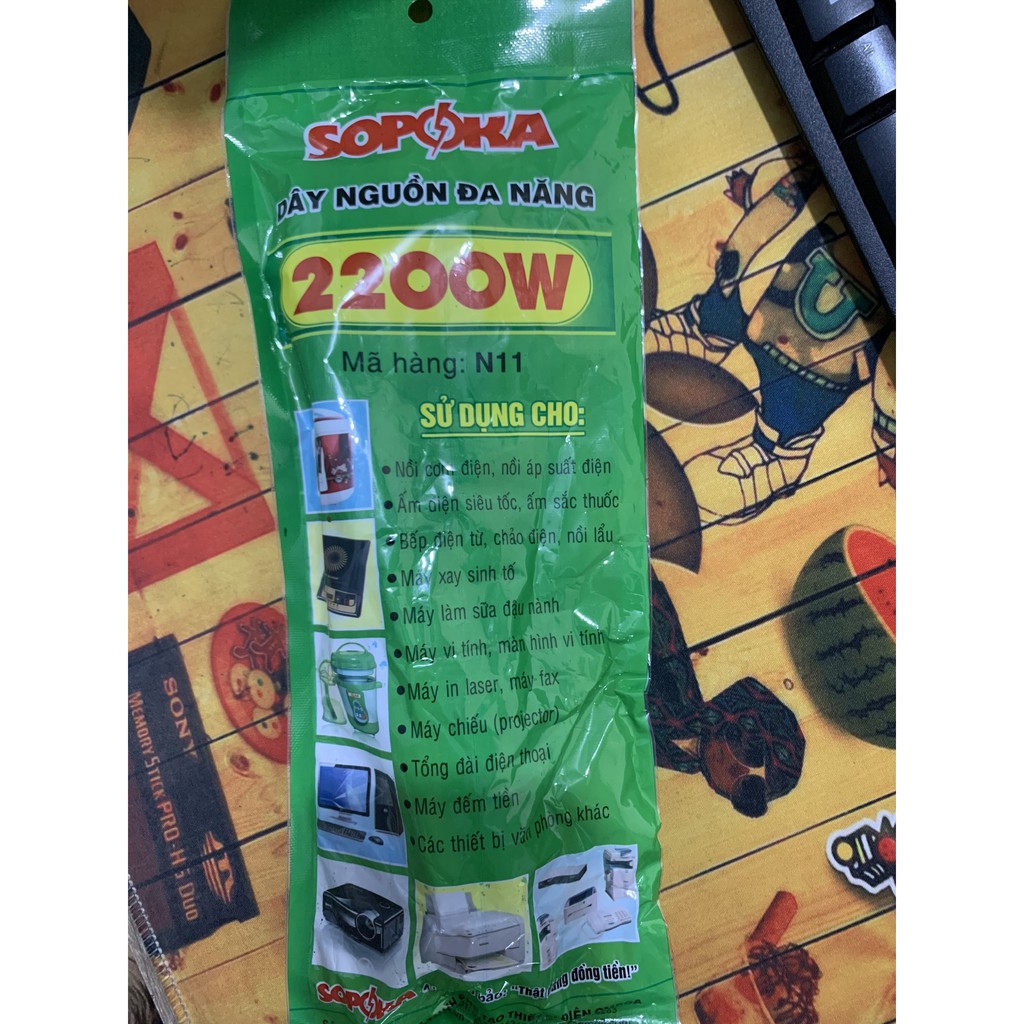 SOPOKA
DÂY NGUỒN ĐA NĂNG
2200W
Mã hàng: N11
SỬ DỤNG CHO:
• Nồi cơm điện, nồi áp suất điện
• Ấm điện siêu tốc, ấm sắc thuốc
• Bếp điện từ, chảo điện, nồi lẩu
• Máy xay sinh tố
• Máy làm sữa đậu nành
• Máy vi tính, màn hình vi tính
• Máy in laser, máy fax
• Máy chiếu (projector)
• Tổng đài điện thoại
• Máy đếm tiền
• Các thiết bị văn phòng khác
SOPOKA
bảo: "Thật đồng tiền!"
SONY
MEMORY STICK PRO-HG DUO